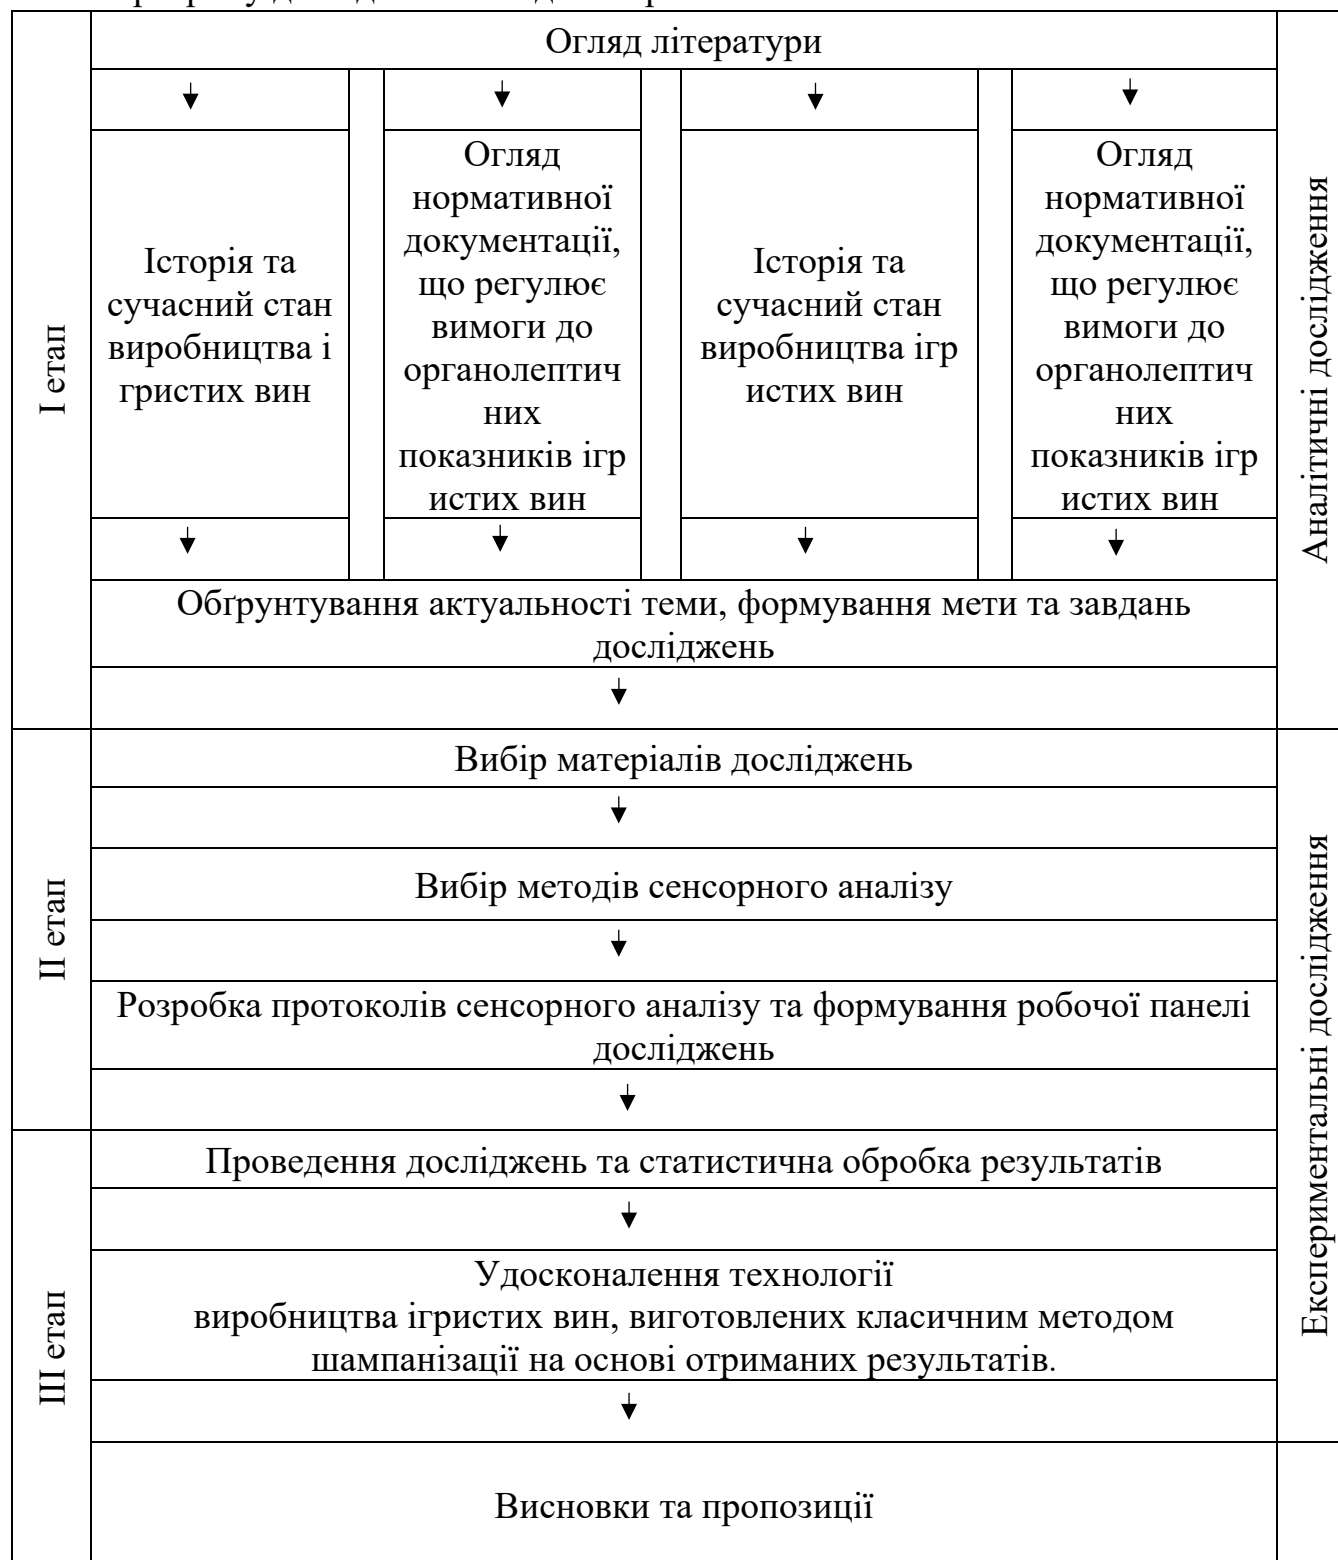 Огляд літератури
І етап
Історія та
сучасний стан
виробництва і
гристих вин
Огляд
нормативної
документації,
що регулює
вимоги до
органолептич
них
показників ігр
истих вин
Історія та
сучасний стан
виробництва ігр
истих вин
Огляд
нормативної
документації,
що регулює
вимоги до
органолептич
них
показників ігр
истих вин
Аналітичні дослідження
Обґрунтування актуальності теми, формування мети та завдань
досліджень
ІІ етап
Вибір матеріалів досліджень
Вибір методів сенсорного аналізу
Розробка протоколів сенсорного аналізу та формування робочої панелі
досліджень
Експериментальні дослідження
ІІІ етап
Проведення досліджень та статистична обробка результатів
Удосконалення технології
виробництва ігристих вин, виготовлених класичним методом
шампанізації на основі отриманих результатів.
Висновки та пропозиції